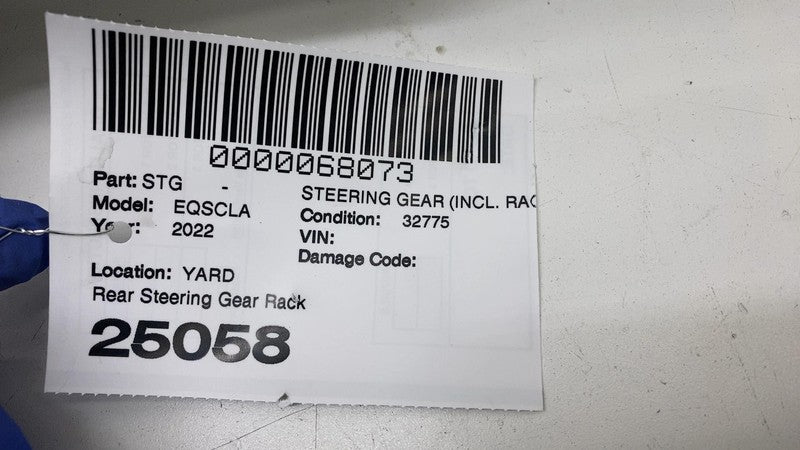 0000068073
Part: STG - STEERING GEAR (INCL. RAC
Model: EQSCLA Condition: 32775
Year: 2022 VIN:
Damage Code:
Location: YARD
Rear Steering Gear Rack
25058